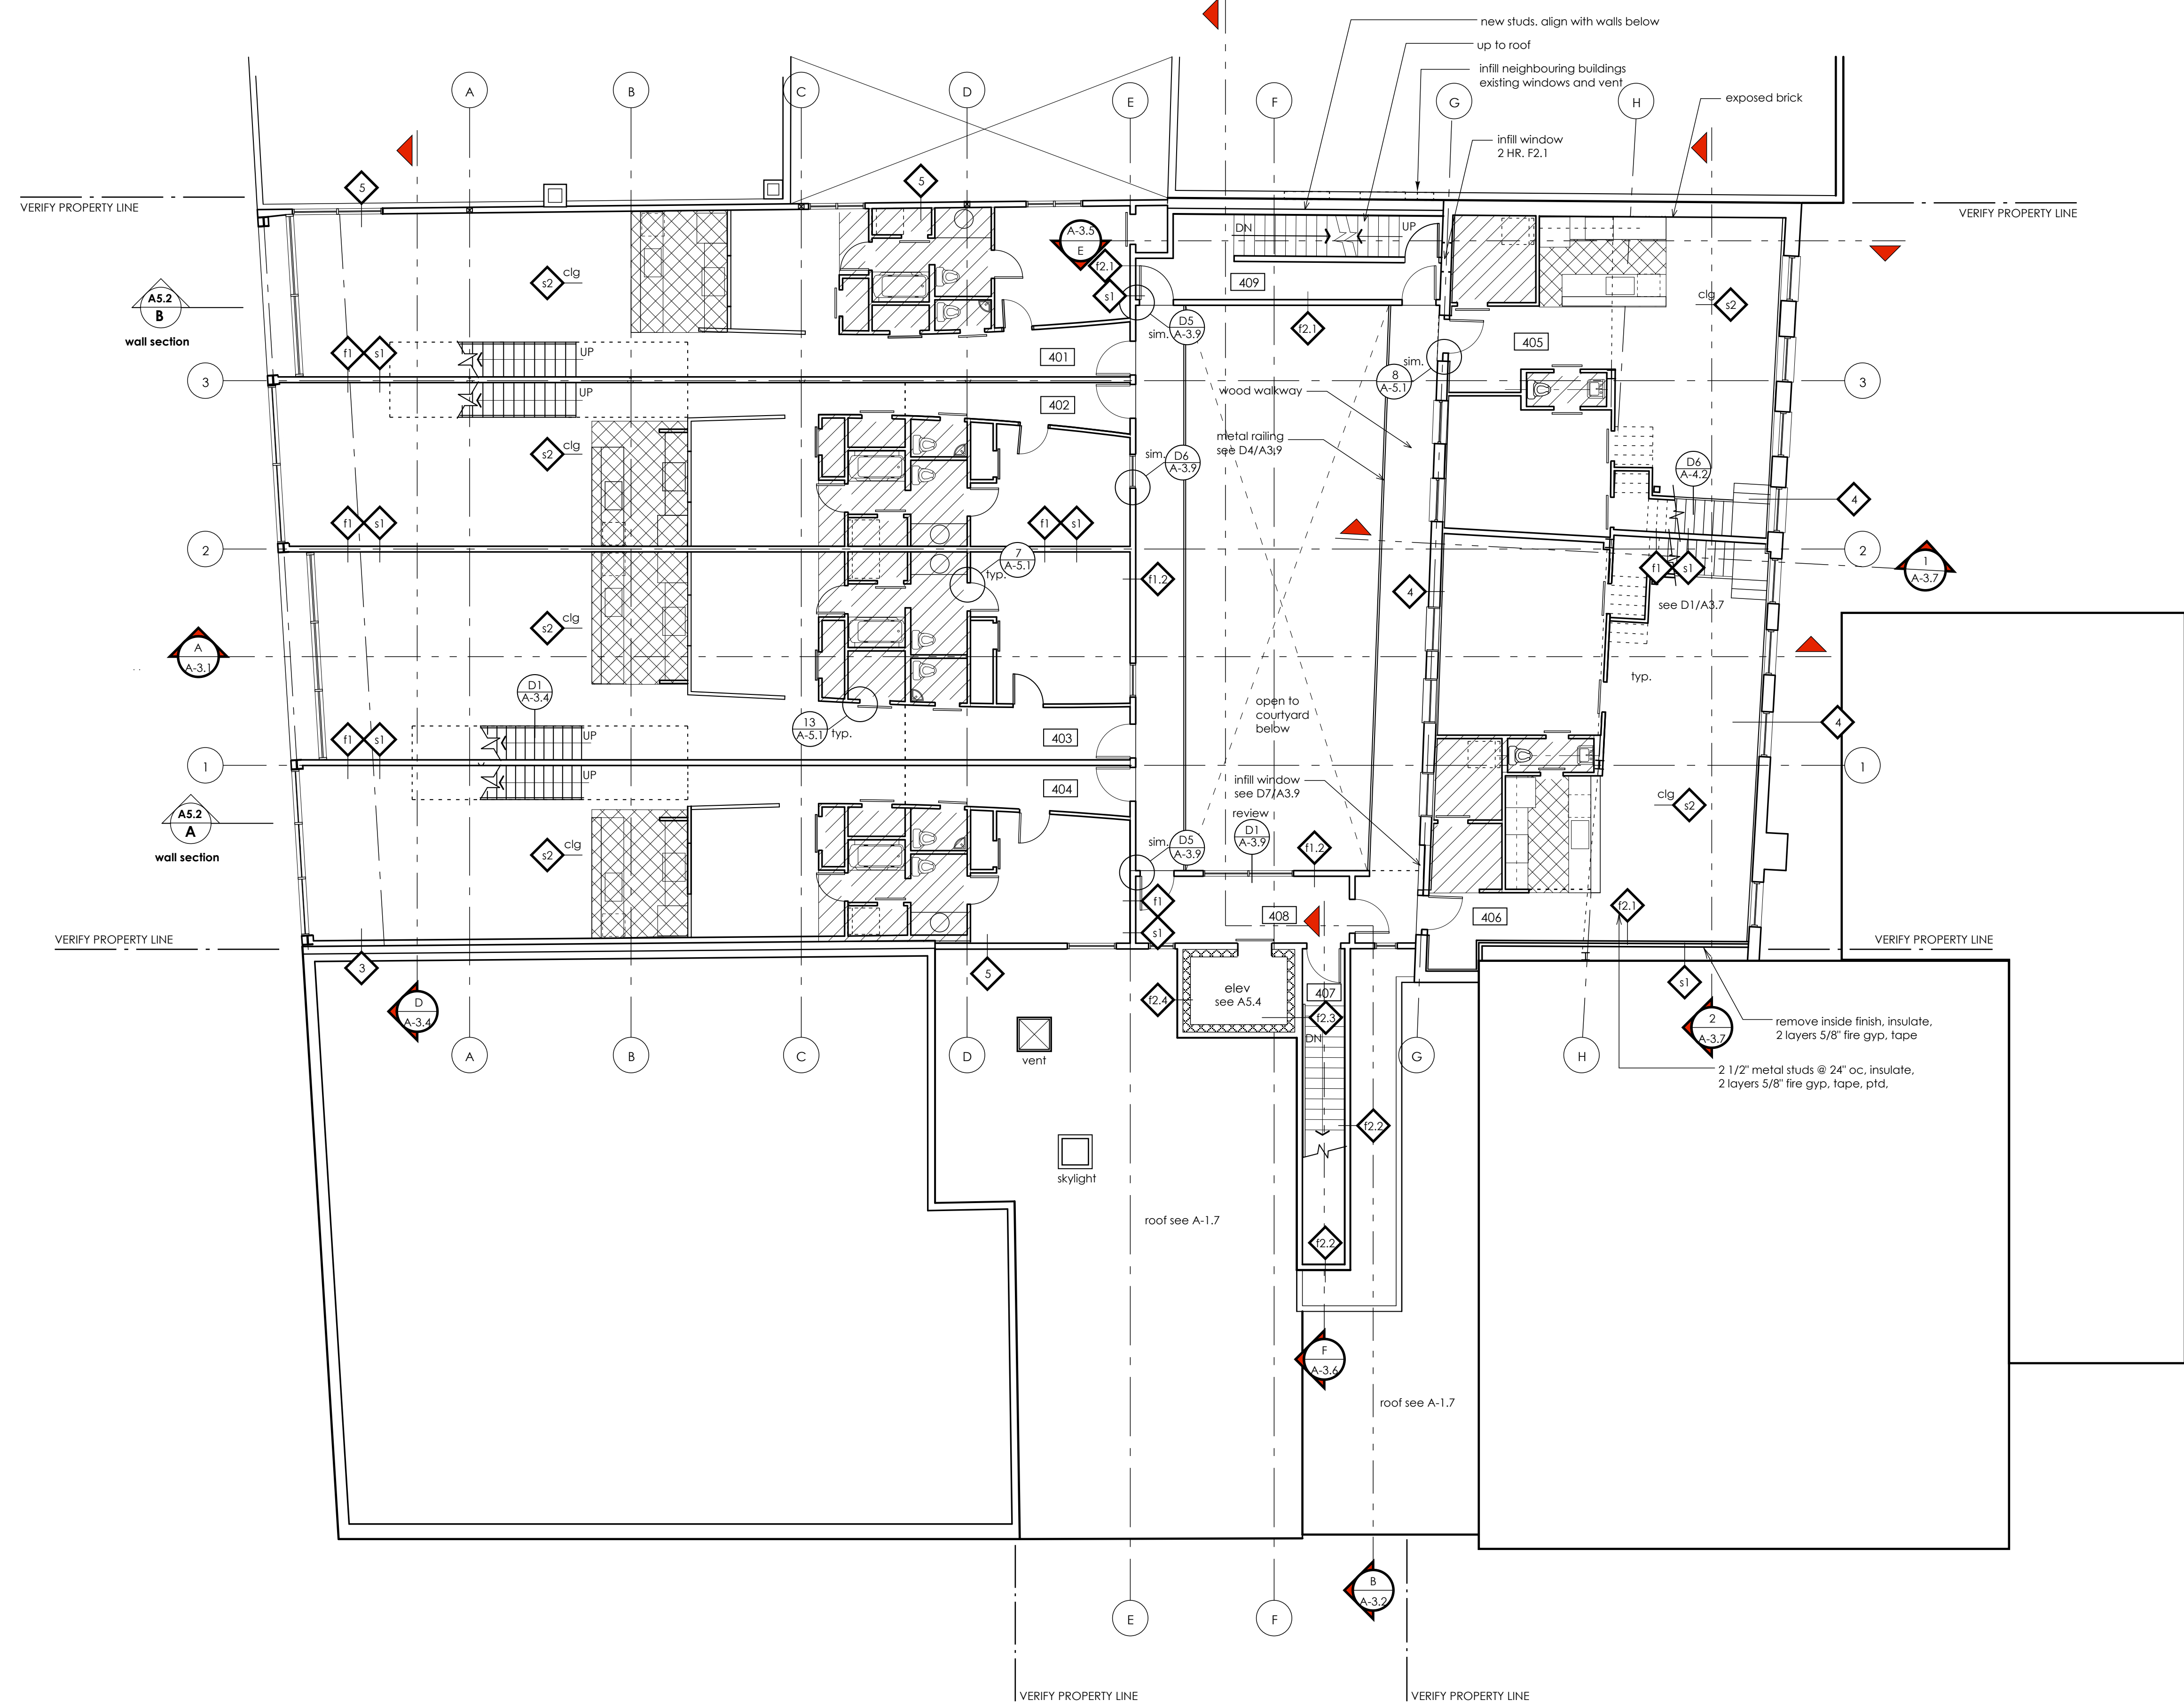 new studs. align with walls below
up to roof
infill neighbouring buildings
existing windows and vent
exposed brick
infill window
2 HR. F2.1
A
B
C
D
E
F
G
H
VERIFY PROPERTY LINE
VERIFY PROPERTY LINE
5
5
A-3.5
E
DN
UP
409
f2.1
s1
f2.1
clg
s2
clg
s2
A5.2
B
wall section
D5
A-3.9
sim.
405
sim.
8
A-5.1
f1
s1
UP
401
3
3
UP
402
wood walkway
metal railing
see D4/A3.9
clg
s2
sim.
D6
A-3.9
D6
A-4.2
4
f1
s1
f1
s1
2
2
7
A-5.1
typ.
f1.2
4
f1
s1
1
A-3.7
see D1/A3.7
clg
s2
A
A-3.1
typ.
D1
A-3.4
open to
courtyard
below
13
A-5.1
typ.
4
f1
s1
UP
403
1
1
UP
404
infill window
see D7/A3.9
clg
s2
A5.2
A
wall section
review
D1
A-3.9
clg
s2
sim.
D5
A-3.9
f1.2
f1
s1
408
406
f2.1
VERIFY PROPERTY LINE
VERIFY PROPERTY LINE
3
5
elev
see A5.4
f2.4
407
f2.3
s1
D
A-3.4
2
A-3.7
remove inside finish, insulate,
2 layers 5/8" fire gyp, tape
DN
vent
A
B
C
D
G
H
2 1/2" metal studs @ 24" oc, insulate,
2 layers 5/8" fire gyp, tape, ptd,
f2.2
skylight
roof see A-1.7
f2.2
F
A-3.6
roof see A-1.7
B
A-3.2
E
F
VERIFY PROPERTY LINE
VERIFY PROPERTY LINE